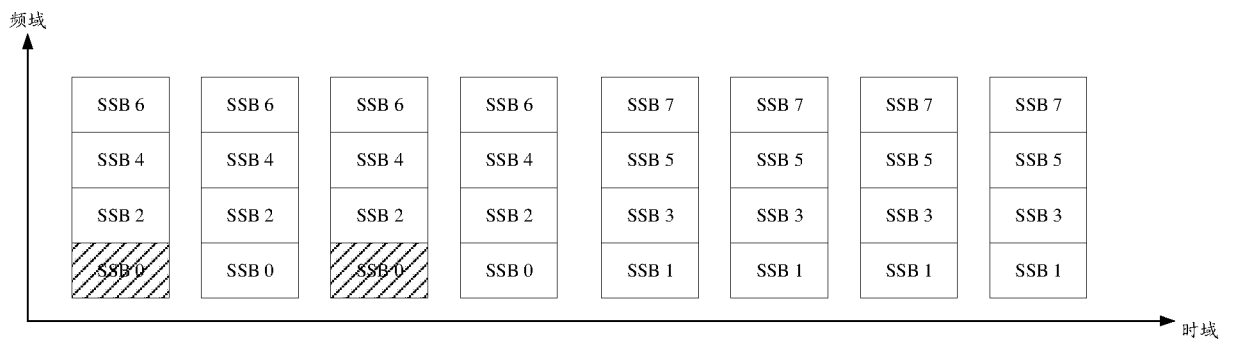 频域
SSB 6 SSB 6 SSB 6 SSB 6 SSB 7 SSB 7 SSB 7 SSB 7
SSB 4 SSB 4 SSB 4 SSB 4 SSB 5 SSB 5 SSB 5 SSB 5
SSB 2 SSB 2 SSB 2 SSB 2 SSB 3 SSB 3 SSB 3 SSB 3
SSB 0 SSB 0 SSB 0 SSB 0 SSB 1 SSB 1 SSB 1 SSB 1
时域